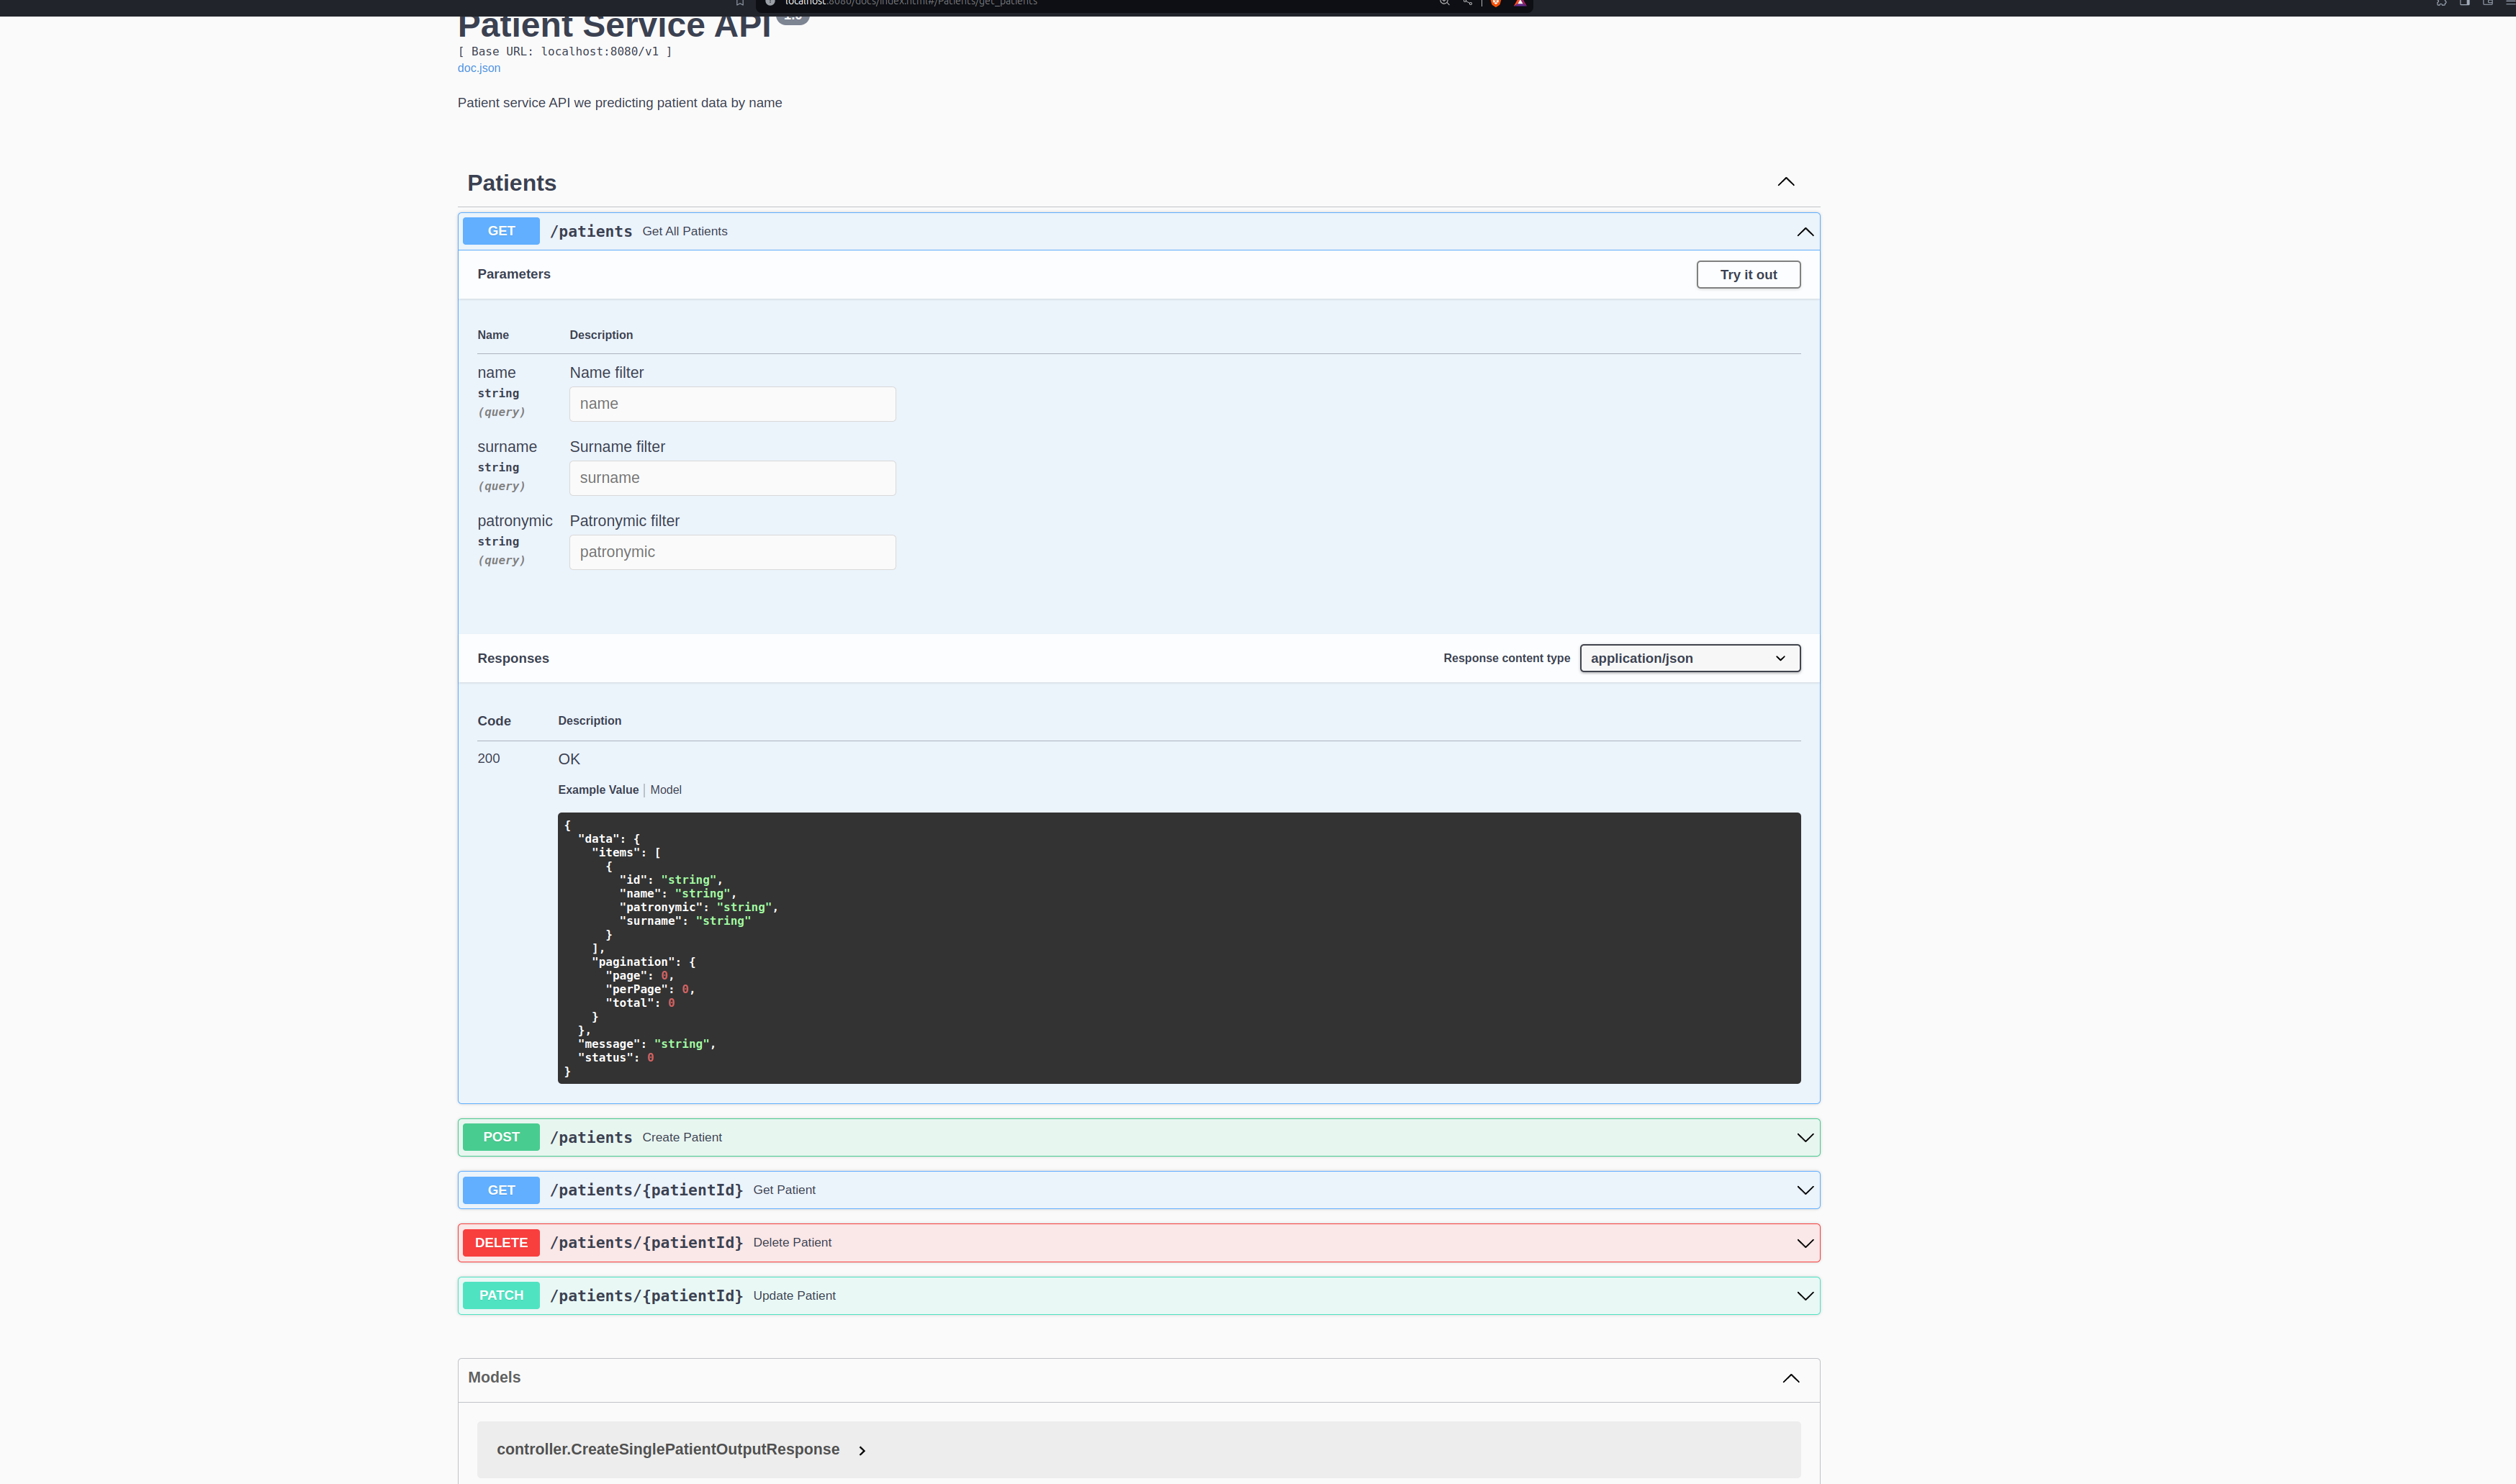 localhost:8080/docs/index.html#/Patients/get_patients
Patient Service API 1.0
[ Base URL: localhost:8080/v1 ]
doc.json
Patient service API we predicting patient data by name
Patients
GET /patients Get All Patients
Parameters
Try it out
Name Description
name Name filter
string
name
(query)
surname Surname filter
string
surname
(query)
patronymic Patronymic filter
string
patronymic
(query)
Responses
Response content type application/json
Code Description
200 OK
Example Value | Model
{
  "data": {
    "items": [
      {
        "id": "string",
        "name": "string",
        "patronymic": "string",
        "surname": "string"
      }
    ],
    "pagination": {
      "page": 0,
      "perPage": 0,
      "total": 0
    }
  },
  "message": "string",
  "status": 0
}
POST /patients Create Patient
GET /patients/{patientId} Get Patient
DELETE /patients/{patientId} Delete Patient
PATCH /patients/{patientId} Update Patient
Models
controller.CreateSinglePatientOutputResponse